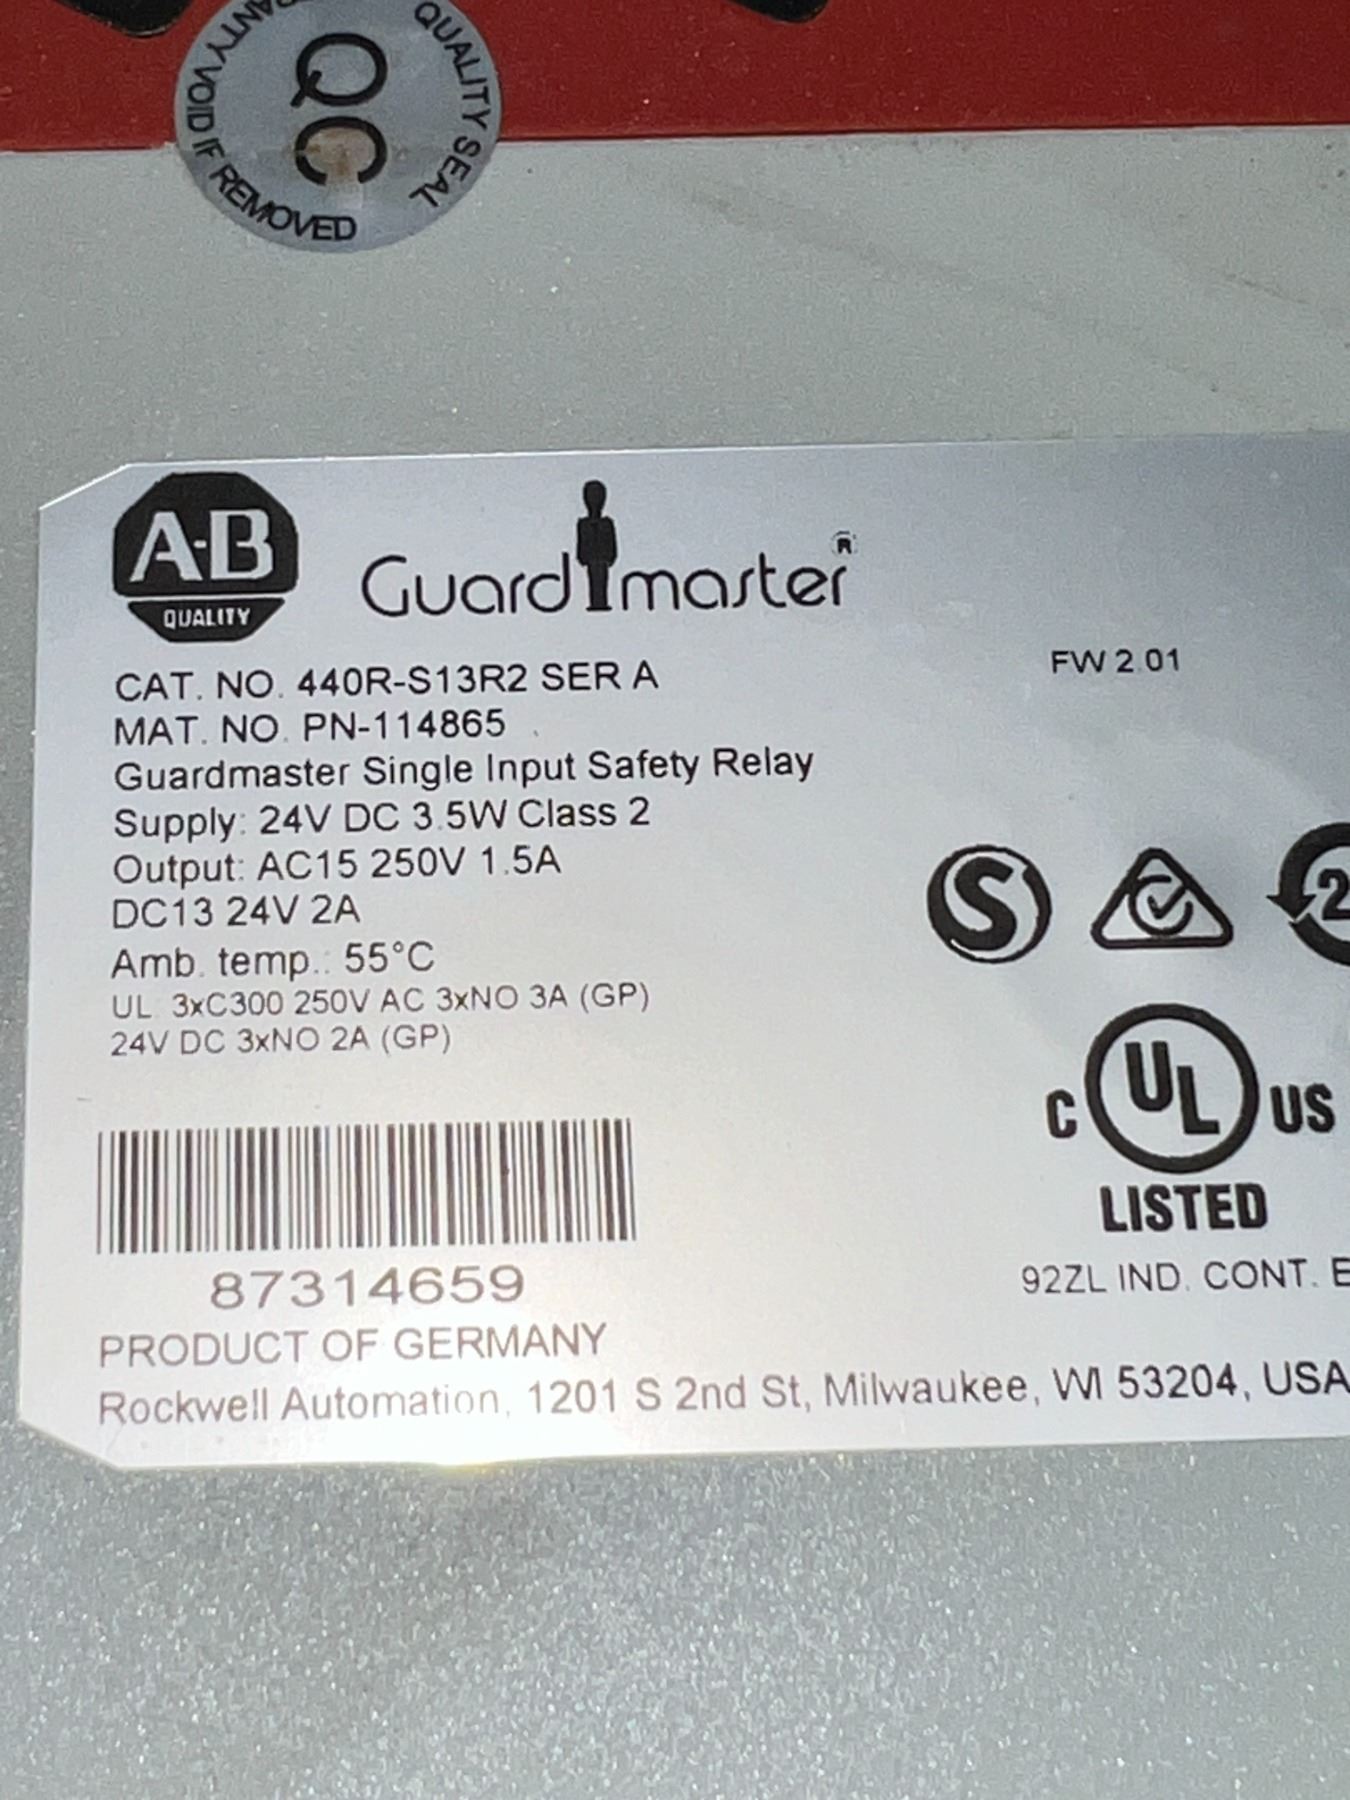 QUALITY SEAL
QC
VOID IF REMOVED
A-B
QUALITY
Guardmaster®
CAT. NO. 440R-S13R2 SER A
FW 2.01
MAT. NO. PN-114865
Guardmaster Single Input Safety Relay
Supply: 24V DC 3.5W Class 2
Output: AC15 250V 1.5A
DC13 24V 2A
Amb. temp.: 55°C
UL: 3xC300 250V AC 3xNO 3A (GP)
24V DC 3xNO 2A (GP)
S
2
C UL US
LISTED
92ZL IND. CONT. E
87314659
PRODUCT OF GERMANY
Rockwell Automation, 1201 S 2nd St, Milwaukee, WI 53204, USA